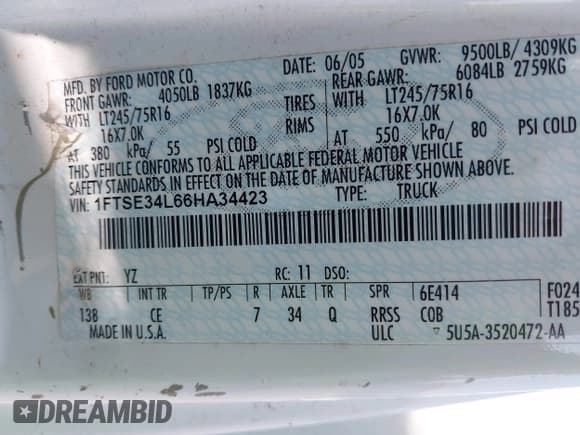 MFD. BY FORD MOTOR CO.
DATE: 06/05 GVWR: 9500LB/ 4309KG
FRONT GAWR: 4050LB 1837KG
REAR GAWR: 6084LB 2759KG
WITH LT245/75R16 TIRES WITH LT245/75R16
16X7.0K RIMS 16X7.0K
AT 380 kPa/ 55 PSI COLD AT 550 kPa/ 80 PSI COLD
THIS VEHICLE CONFORMS TO ALL APPLICABLE FEDERAL MOTOR VEHICLE
SAFETY STANDARDS IN EFFECT ON THE DATE OF MANUFACTURE SHOWN ABOVE.
VIN: 1FTSE34L66HA34423 TYPE: TRUCK
EXT PNT: YZ RC: 11 DSO:
WB INT TR TP/PS R AXLE TR SPR 6E414 F024
138 CE 7 34 Q RRSS COB T185
MADE IN U.S.A. ULC 5U5A-3520472-AA
DREAMBID